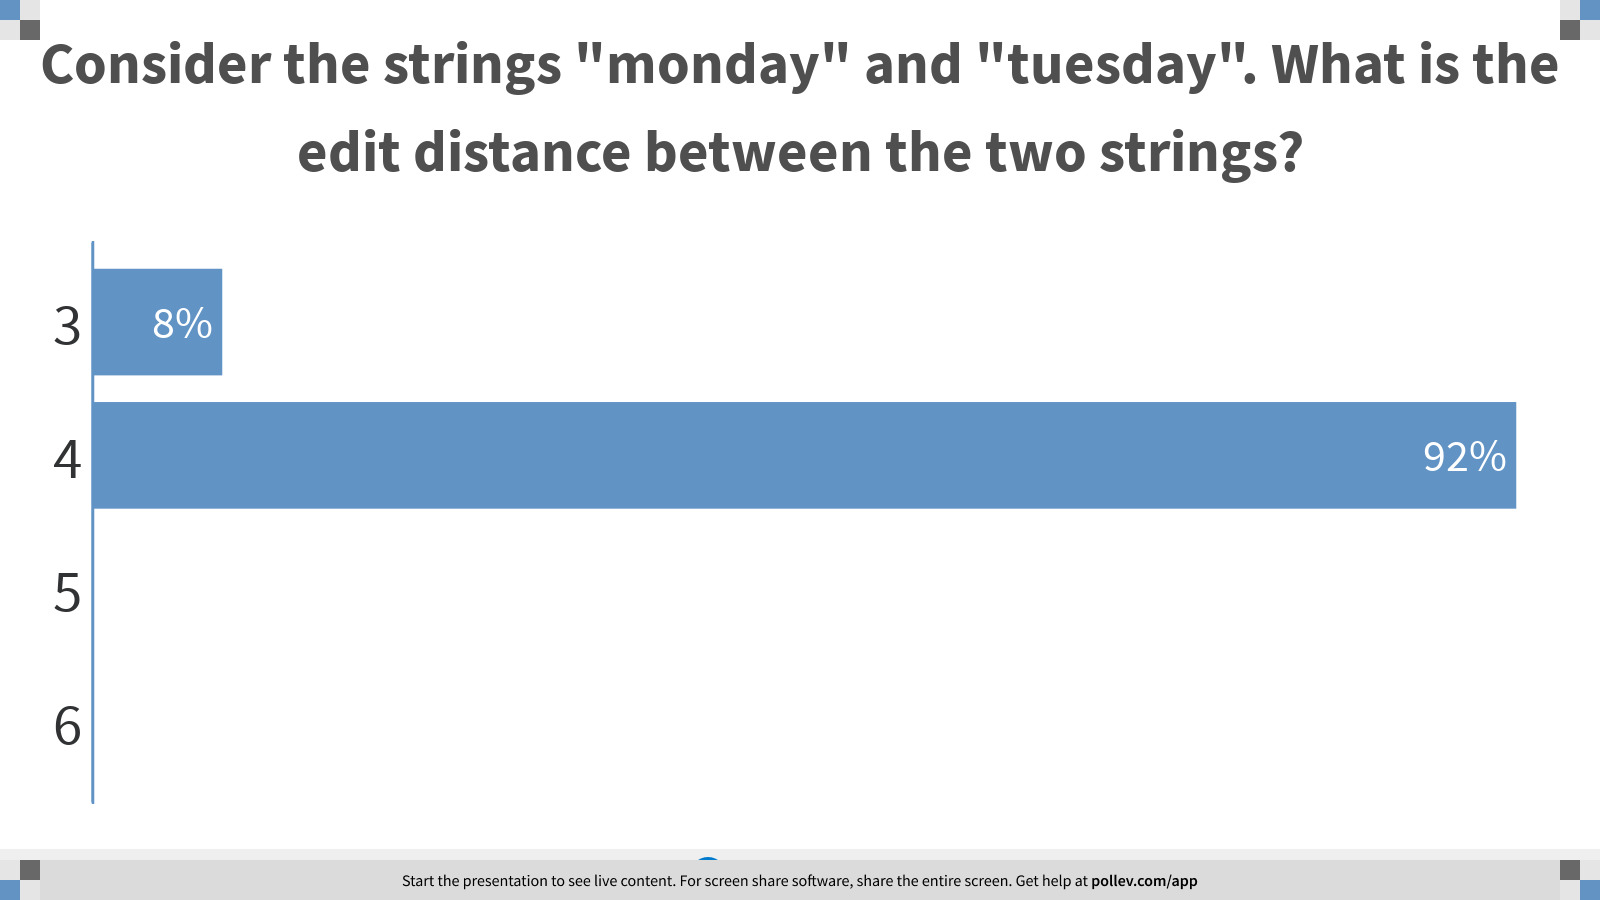 Consider the strings "monday" and "tuesday". What is the
edit distance between the two strings?
3
8%
4
92%
5
6
Start the presentation to see live content. For screen share software, share the entire screen. Get help at pollev.com/app